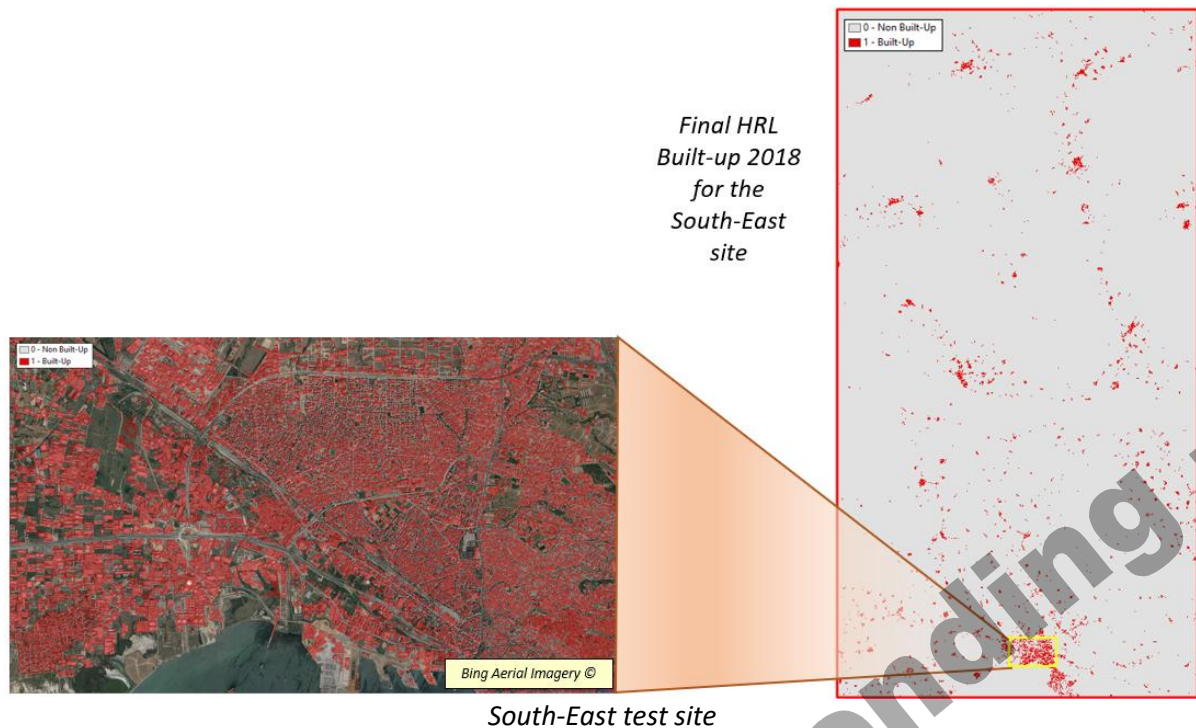 0 - Non Built-Up
1 - Built-Up
Final HRL
Built-up 2018
for the
South-East
site
0 - Non Built-Up
1 - Built-Up
Bing Aerial Imagery ©
South-East test site